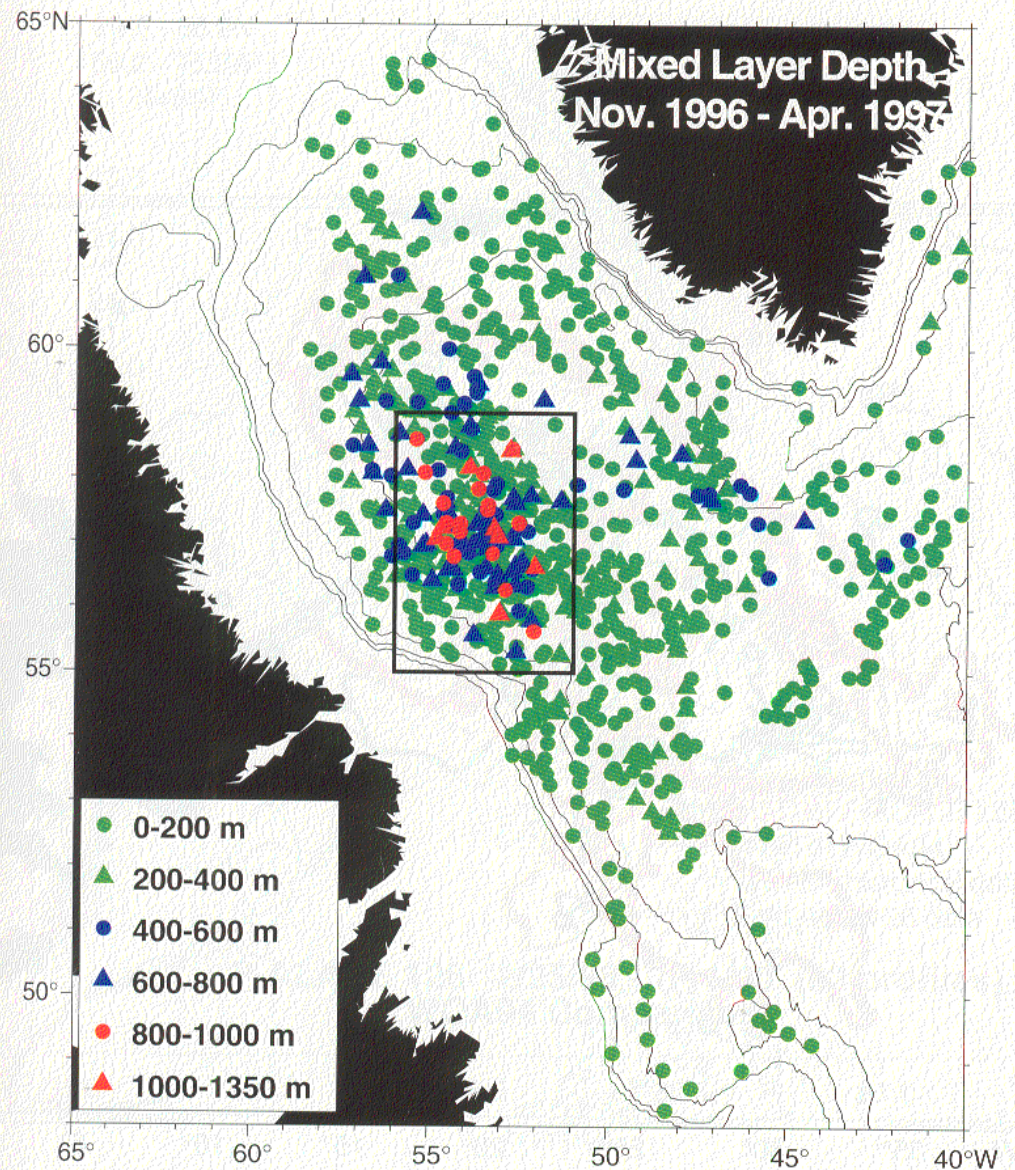 65°N
Mixed Layer Depth
Nov. 1996 - Apr. 1997
60°
55°
0-200 m
200-400 m
400-600 m
50°
600-800 m
800-1000 m
1000-1350 m
65° 60° 55° 50° 45° 40°W